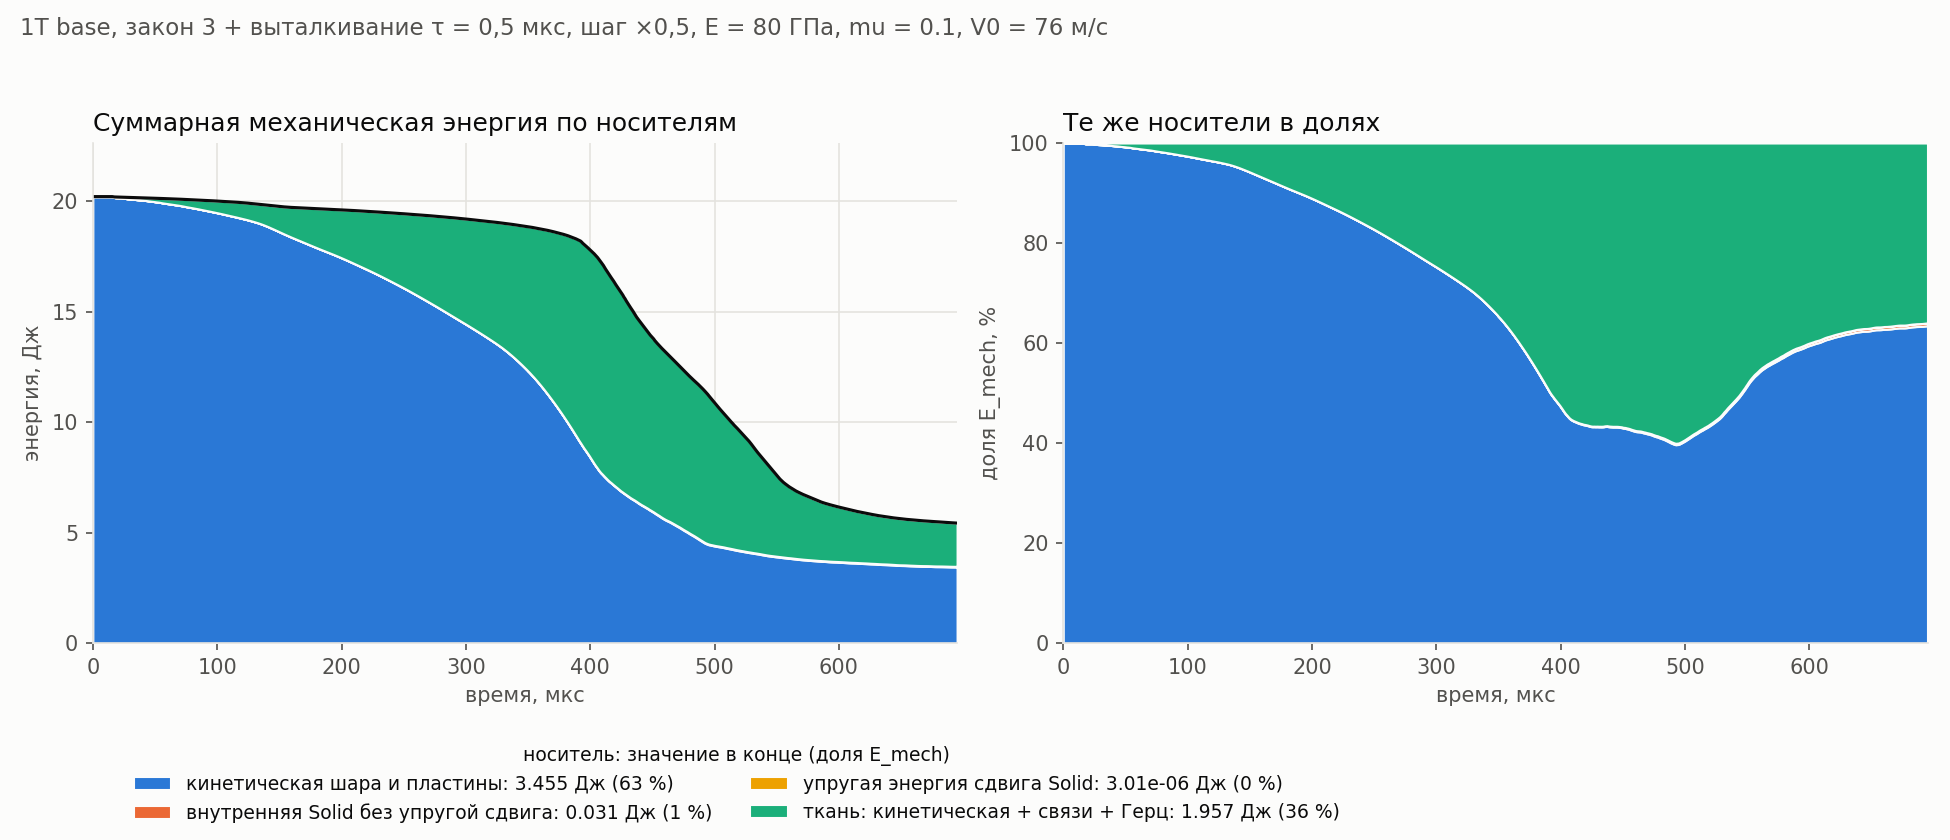 1T base, закон 3 + выталкивание τ = 0,5 мкс, шаг ×0,5, E = 80 ГПа, mu = 0.1, V0 = 76 м/с
Суммарная механическая энергия по носителям
энергия, Дж
20
15
10
5
0
0 100 200 300 400 500 600
время, мкс
Те же носители в долях
доля E_mech, %
100
80
60
40
20
0
0 100 200 300 400 500 600
время, мкс
носитель: значение в конце (доля E_mech)
кинетическая шара и пластины: 3.455 Дж (63 %)
внутренняя Solid без упругой сдвига: 0.031 Дж (1 %)
упругая энергия сдвига Solid: 3.01e-06 Дж (0 %)
ткань: кинетическая + связи + Герц: 1.957 Дж (36 %)